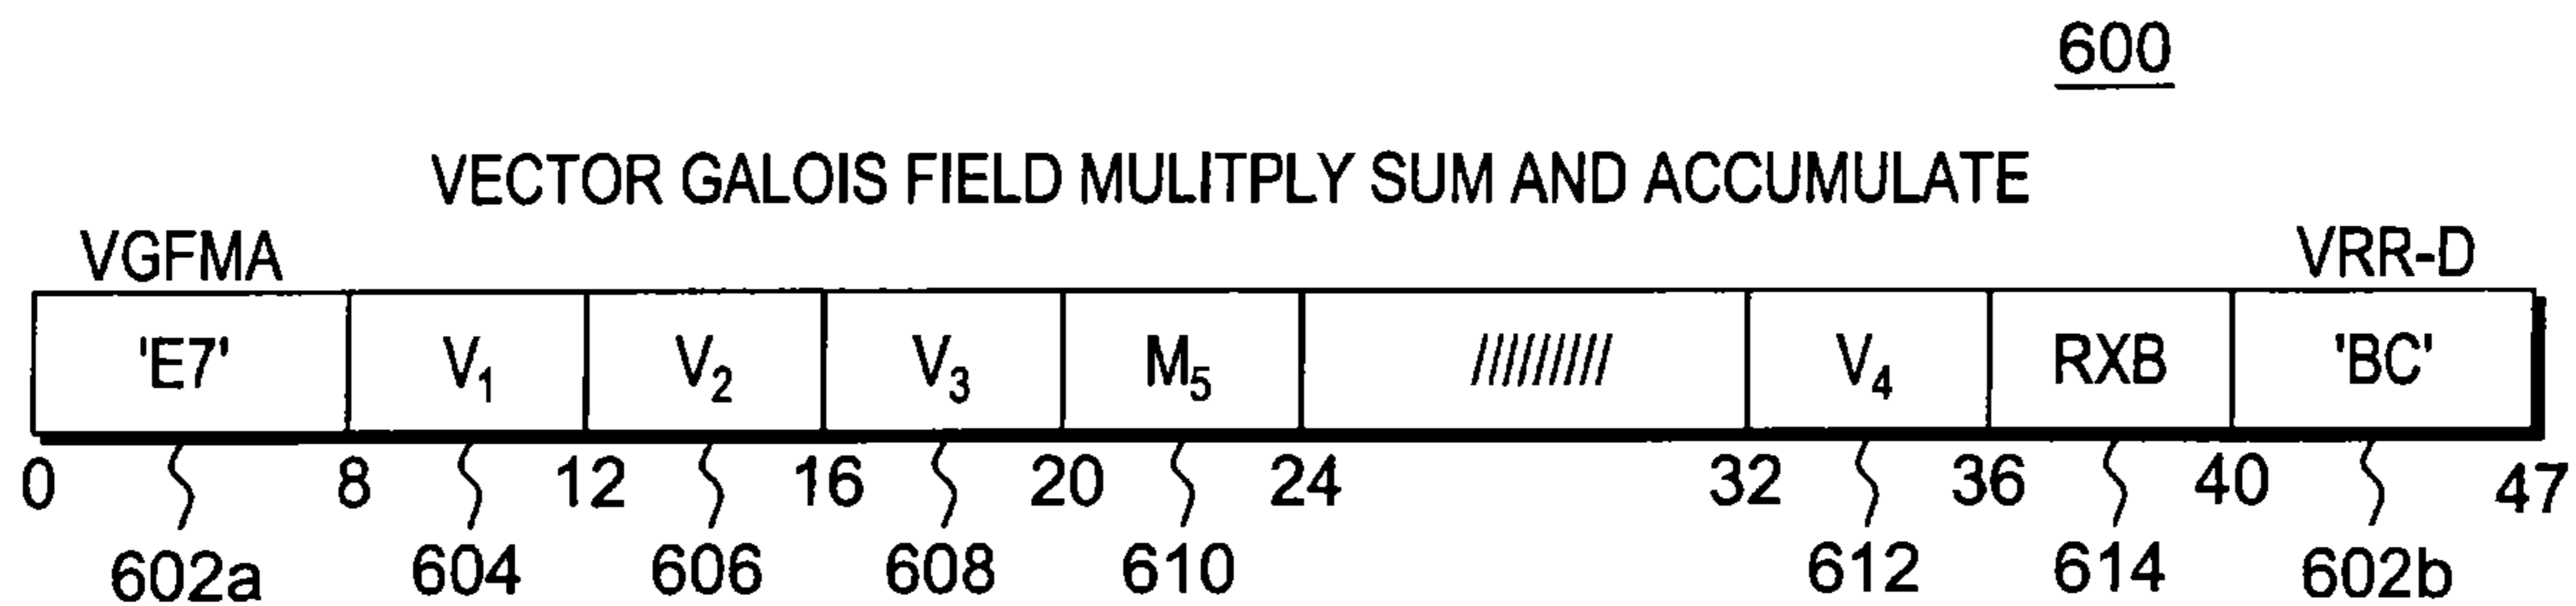 600
VECTOR GALOIS FIELD MULITPLY SUM AND ACCUMULATE
VGFMA VRR-D
'E7' V1 V2 V3 M5 ///////// V4 RXB 'BC'
0 8 12 16 20 24 32 36 40 47
602a 604 606 608 610 612 614 602b